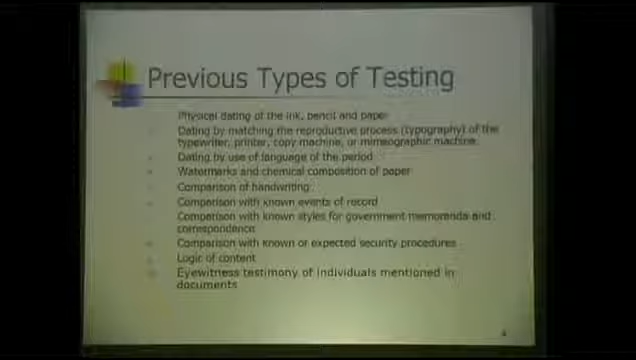 Previous Types of Testing
Physical dating of the ink, pencil and paper
Dating by matching the reproductive process (typography) of the
typewriter, printer, copy machine, or mimeographic machine.
Dating by use of language of the period
Watermarks and chemical composition of paper
Comparison of handwriting
Comparison with known events of record
Comparison with known styles for government memoranda and
correspondence
Comparison with known or expected security procedures
Logic of content
Eyewitness testimony of individuals mentioned in
documents